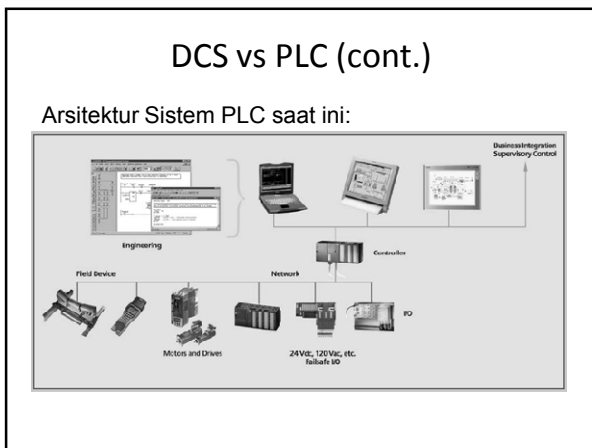 DCS vs PLC (cont.)
Arsitektur Sistem PLC saat ini:
Business Integration
Supervisory Control
Engineering
Controller
Field Device
Network
I/O
Motors and Drives
24Vdc, 120Vac, etc.
failsafe I/O